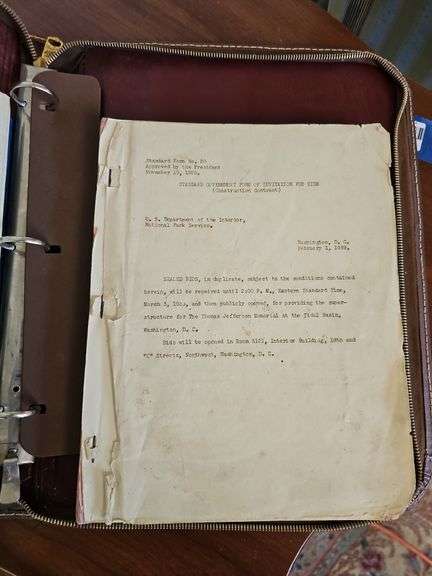 Standard Form No. 20
Approved by the President
November 19, 1926.
STANDARD GOVERNMENT FORM OF INVITATION FOR BIDS
(Construction Contract)
U. S. Department of the Interior,
National Park Service.
Washington, D. C.
February 1, 1939.
SEALED BIDS, in duplicate, subject to the conditions contained
herein, will be received until 2:00 P. M., Eastern Standard Time,
March 3, 1939, and then publicly opened, for providing the super-
structure for The Thomas Jefferson Memorial at the Tidal Basin,
Washington, D. C.
Bids will be opened in Room 5121, Interior Building, 18th and
Streets, Northwest, Washington, D. C.